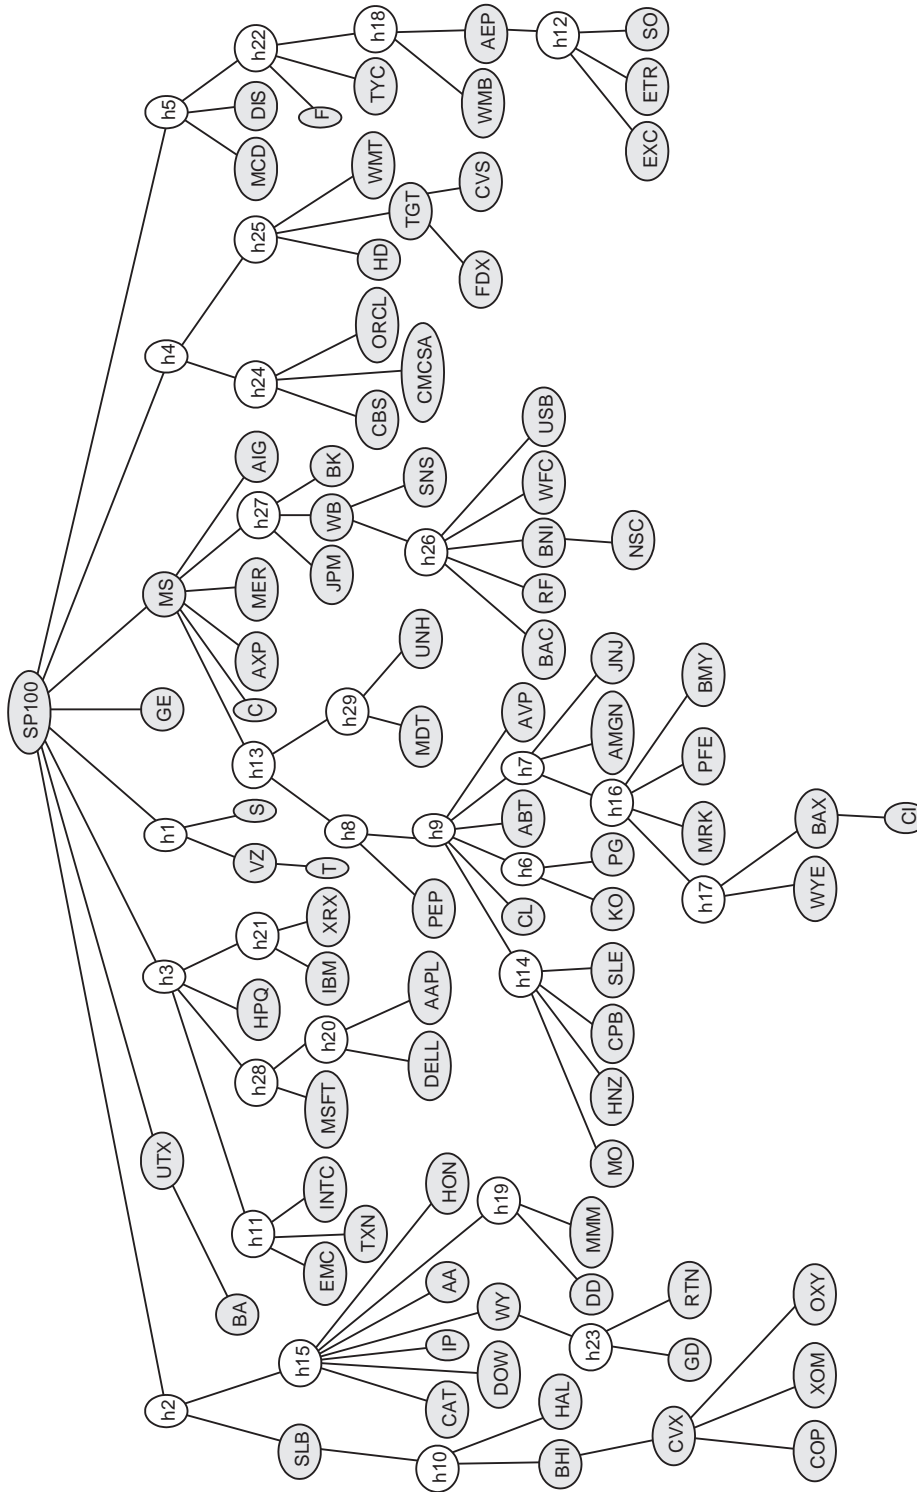 SP100
h2
UTX
h3
h1
GE
MS
h4
h5
SLB
h15
BA
h11
h28
HPQ
h21
VZ
S
h13
C
AXP
MER
h27
AIG
h24
h25
MCD
DIS
h22
EMC
TXN
INTC
MSFT
h20
IBM
XRX
T
h8
h29
JPM
WB
BK
CBS
CMCSA
ORCL
HD
TGT
WMT
F
TYC
h18
h10
CAT
DOW
IP
WY
AA
h19
HON
DELL
AAPL
PEP
h9
MDT
UNH
h26
SNS
FDX
CVS
WMB
AEP
BHI
HAL
h23
DD
MMM
h14
CL
h6
ABT
h7
AVP
BAC
RF
BNI
WFC
USB
h12
CVX
GD
RTN
MO
HNZ
CPB
SLE
KO
PG
h16
AMGN
JNJ
NSC
EXC
ETR
SO
COP
XOM
OXY
h17
MRK
PFE
BMY
WYE
BAX
CI